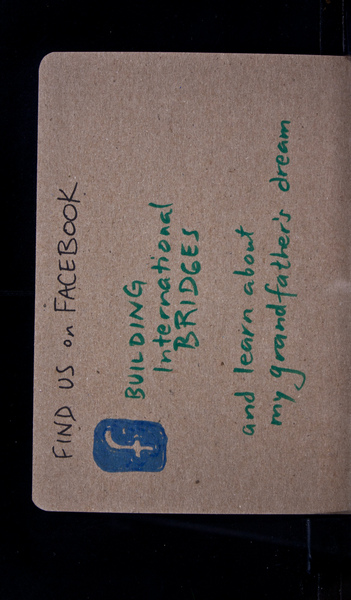 FIND US on FACEBOOK
f
BUILDING
International
BRIDGES
and learn about
my grandfather's dream